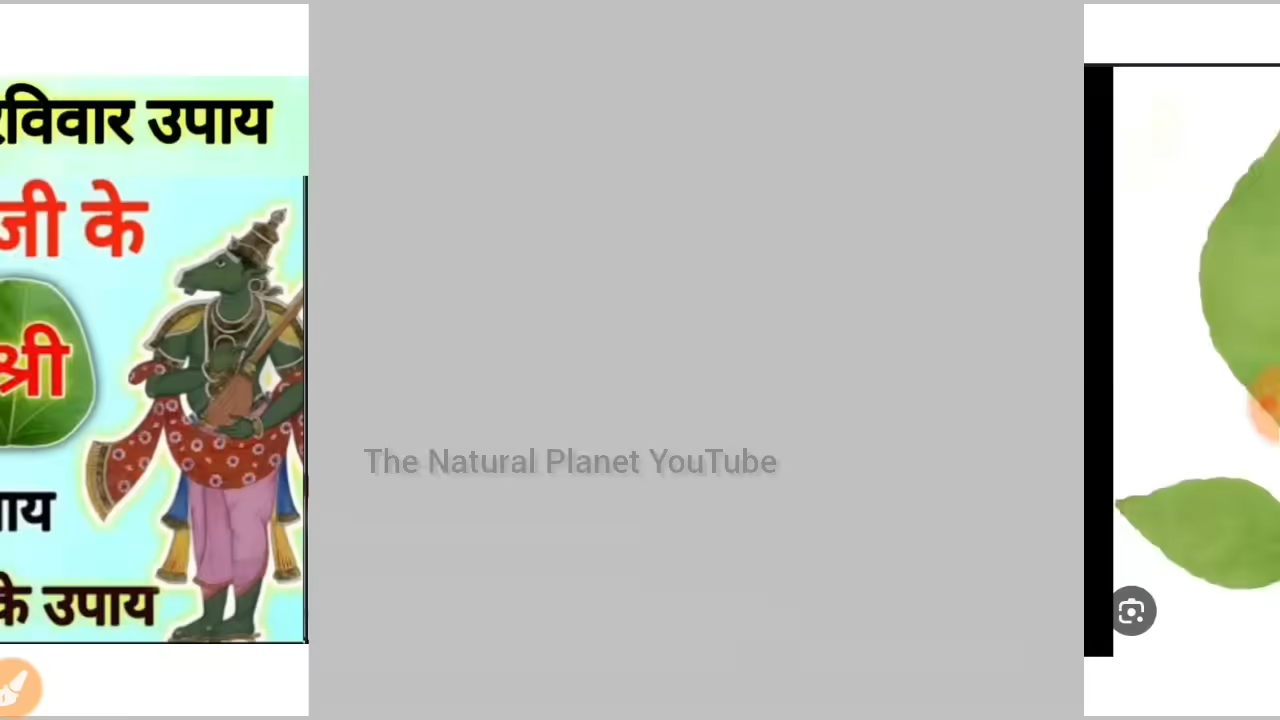 रविवार उपाय
जी के
श्री
के उपाय
The Natural Planet YouTube